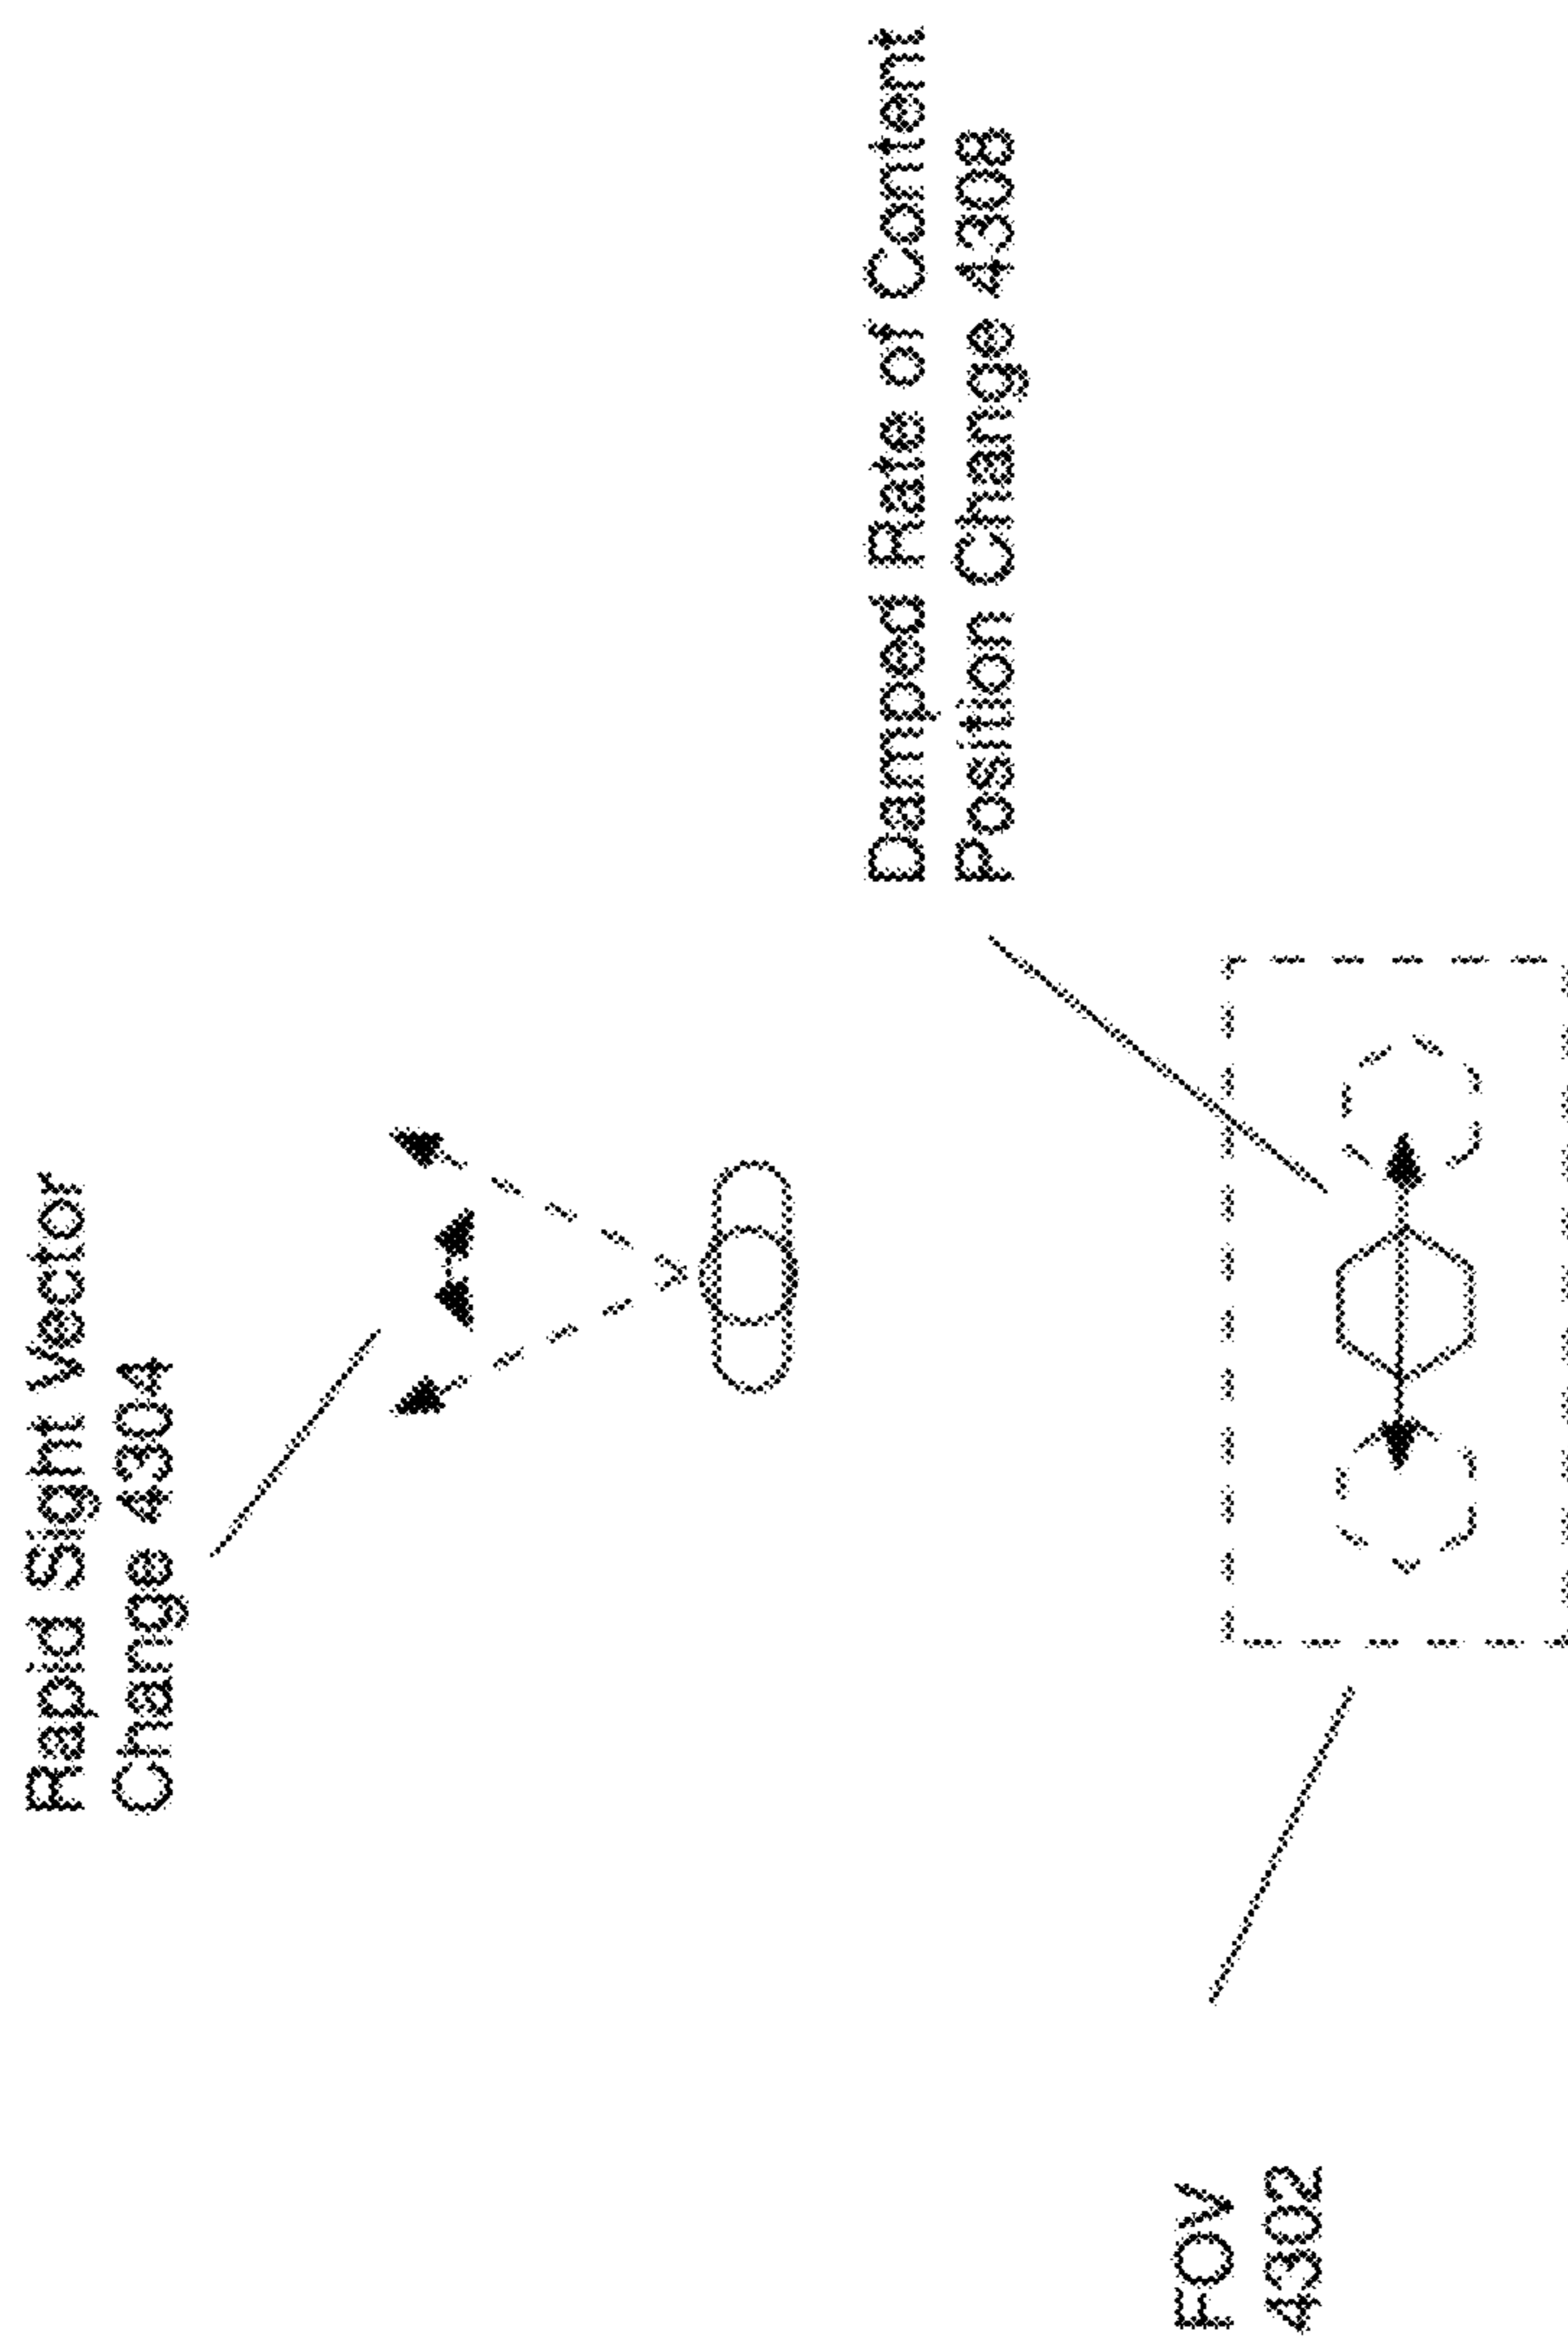 Rapid Sight Vector
Change 4304
Damped Rate of Content
Position Change 4308
FOV
4302